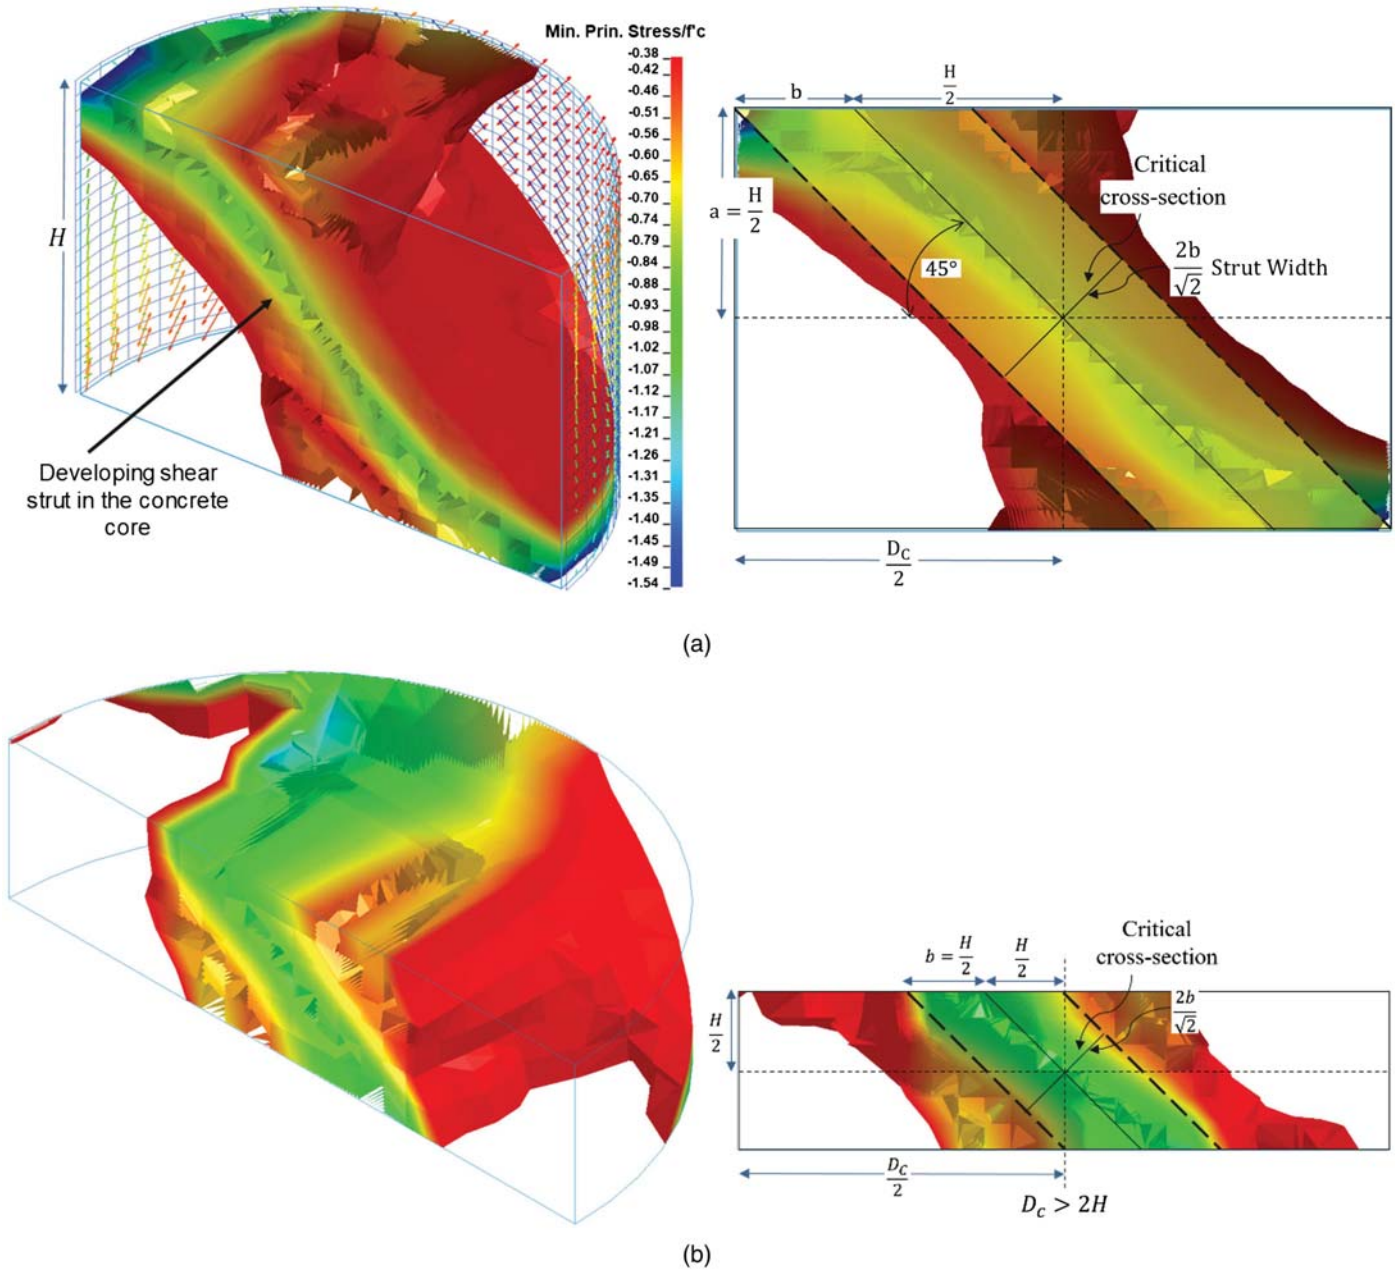 Min. Prin. Stress/f'c
-0.38
-0.42
-0.46
-0.51
-0.56
-0.60
-0.65
-0.70
-0.74
-0.79
-0.84
-0.88
-0.93
-0.98
-1.02
-1.07
-1.12
-1.17
-1.21
-1.26
-1.31
-1.35
-1.40
-1.45
-1.49
-1.54
H
Developing shear
strut in the concrete
core
b
H/2
a = H/2
45°
Critical
cross-section
2b/√2 Strut Width
D_C/2
(a)
b = H/2
H/2
H/2
Critical
cross-section
2b/√2
D_C/2
D_c > 2H
(b)